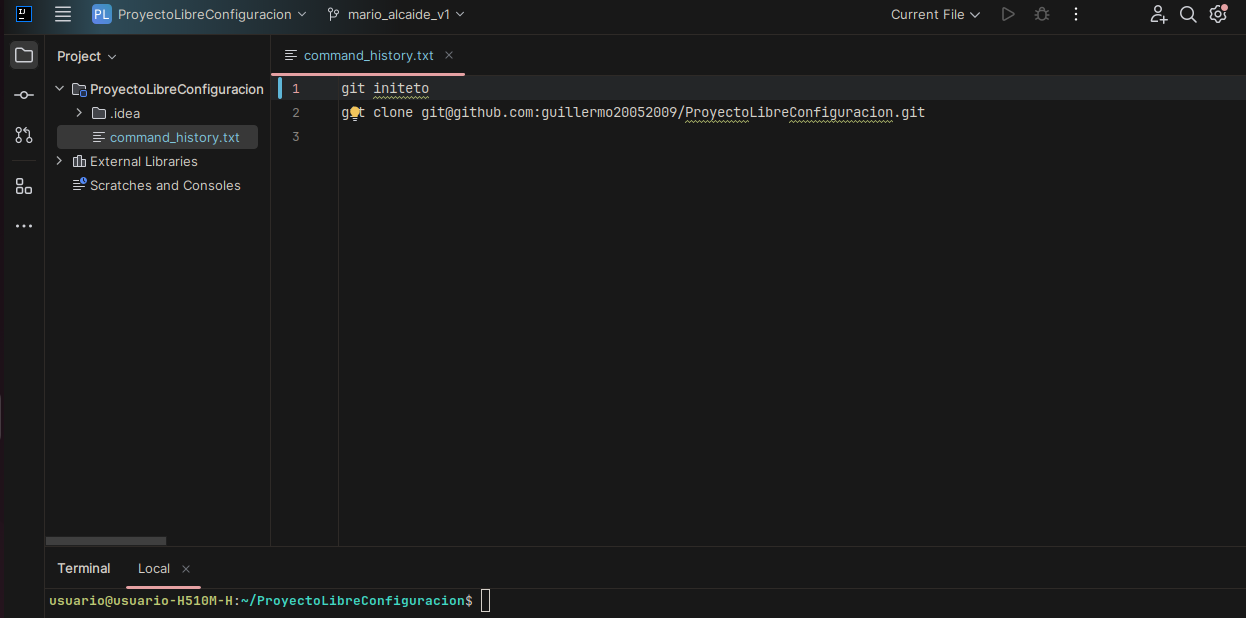 PL ProyectoLibreConfiguracion mario_alcaide_v1 Current File
Project
command_history.txt
ProyectoLibreConfiguracion
.idea
command_history.txt
External Libraries
Scratches and Consoles
1 git initeto
2 git clone git@github.com:guillermo20052009/ProyectoLibreConfiguracion.git
3
Terminal Local
usuario@usuario-H510M-H:~/ProyectoLibreConfiguracion$